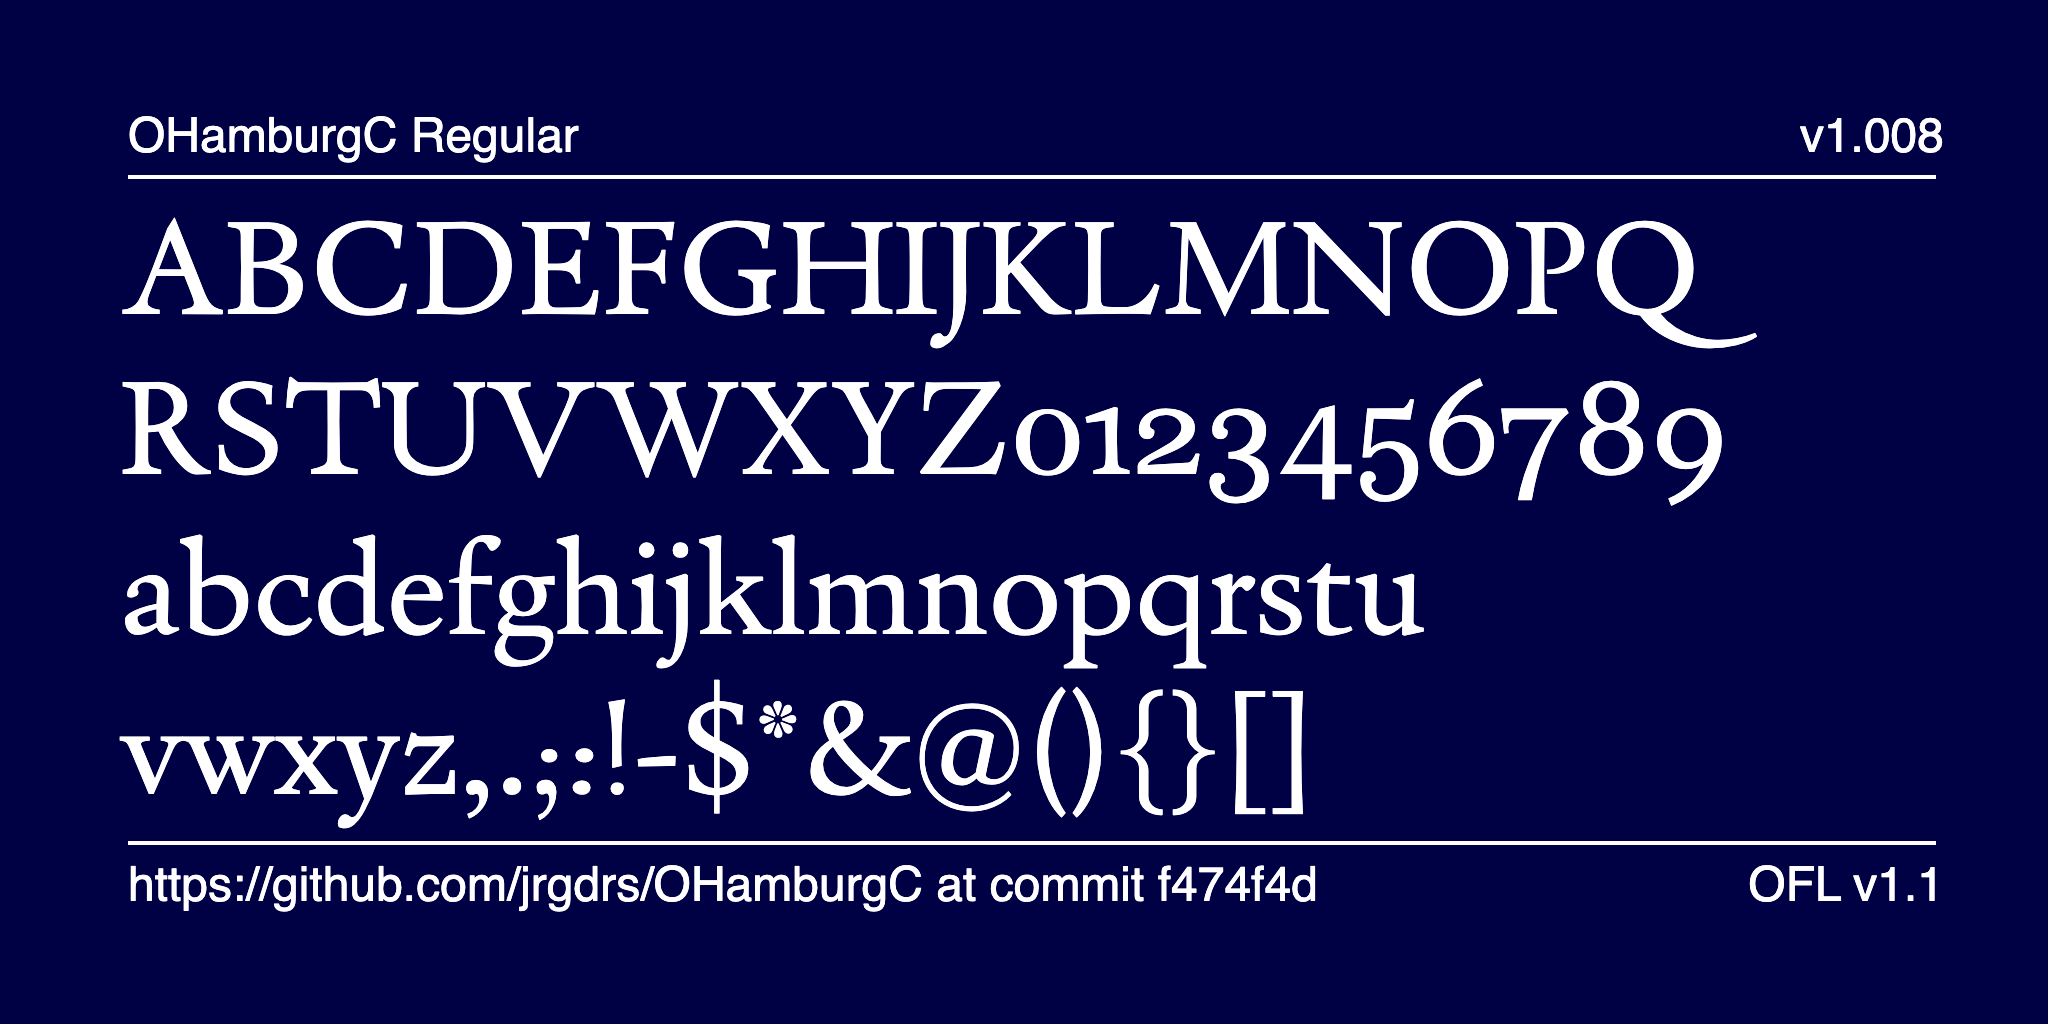 OHamburgC Regular
v1.008
ABCDEFGHIJKLMNOPQ
RSTUVWXYZ0123456789
abcdefghijklmnopqrstu
vwxyz,.;:!-$*&@(){}[]
https://github.com/jrgdrs/OHamburgC at commit f474f4d
OFL v1.1